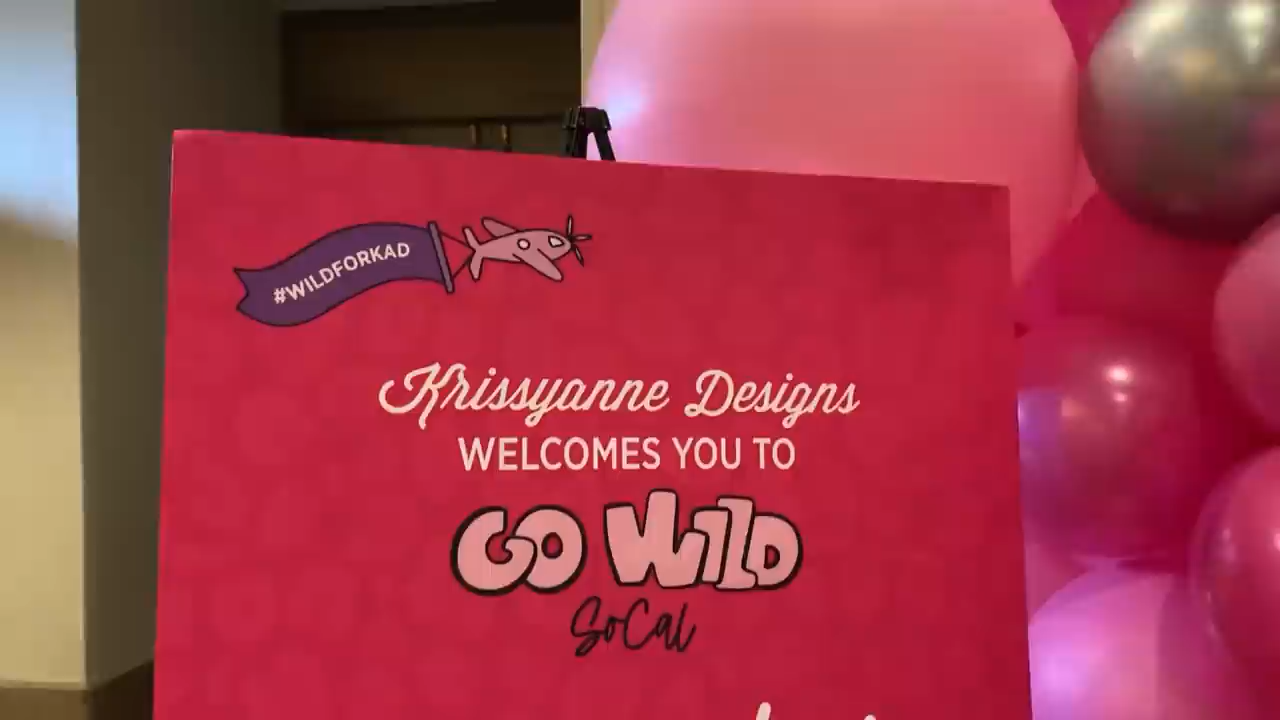 #WILDFORKAD
Krissyanne Designs
WELCOMES YOU TO
GO WILD
SoCal